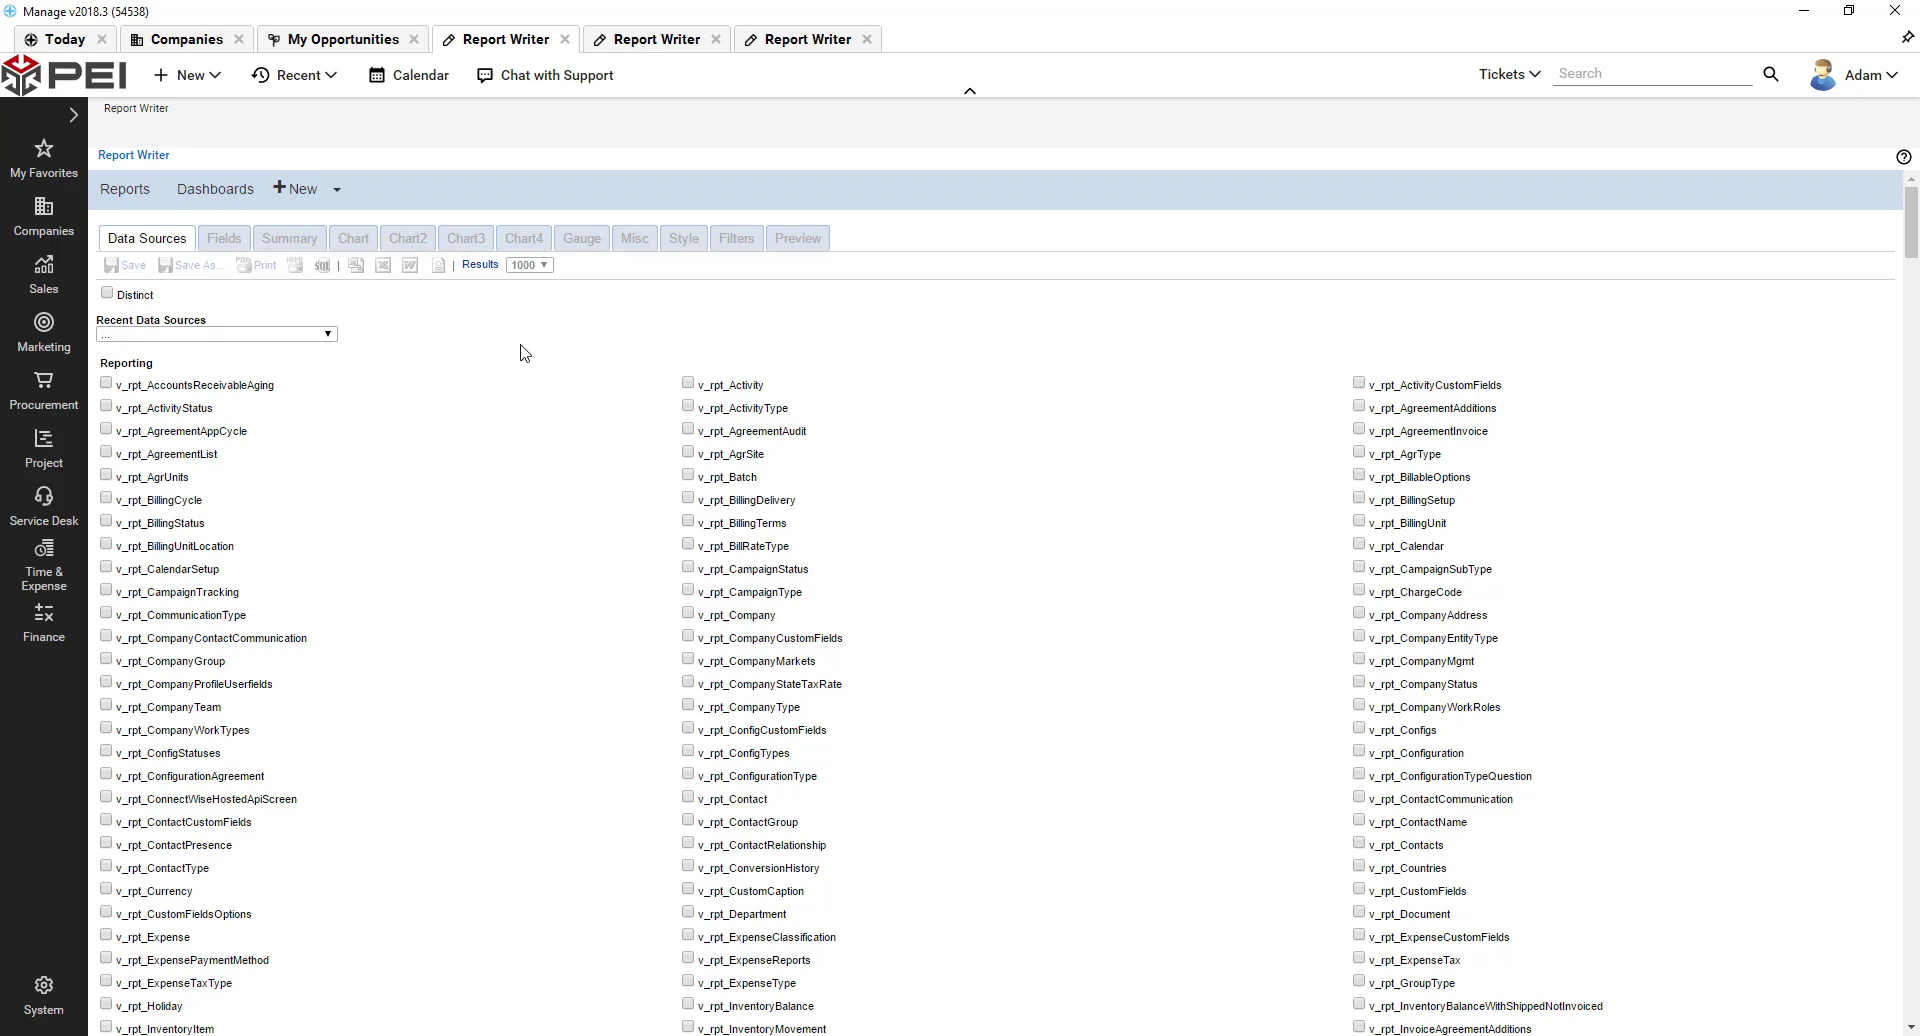 Manage v2018.3 (54538)
Today Companies My Opportunities Report Writer Report Writer Report Writer
PEI New Recent Calendar Chat with Support Tickets Search Adam
Report Writer
Report Writer
Reports Dashboards New
Data Sources Fields Summary Chart Chart2 Chart3 Chart4 Gauge Misc Style Filters Preview
Save Save As... Print SQL | | Results 1000
Distinct
Recent Data Sources
...
Reporting
v_rpt_AccountsReceivableAging v_rpt_Activity v_rpt_ActivityCustomFields
v_rpt_ActivityStatus v_rpt_ActivityType v_rpt_AgreementAdditions
v_rpt_AgreementAppCycle v_rpt_AgreementAudit v_rpt_AgreementInvoice
v_rpt_AgreementList v_rpt_AgrSite v_rpt_AgrType
v_rpt_AgrUnits v_rpt_Batch v_rpt_BillableOptions
v_rpt_BillingCycle v_rpt_BillingDelivery v_rpt_BillingSetup
v_rpt_BillingStatus v_rpt_BillingTerms v_rpt_BillingUnit
v_rpt_BillingUnitLocation v_rpt_BillRateType v_rpt_Calendar
v_rpt_CalendarSetup v_rpt_CampaignStatus v_rpt_CampaignSubType
v_rpt_CampaignTracking v_rpt_CampaignType v_rpt_ChargeCode
v_rpt_CommunicationType v_rpt_Company v_rpt_CompanyAddress
v_rpt_CompanyContactCommunication v_rpt_CompanyCustomFields v_rpt_CompanyEntityType
v_rpt_CompanyGroup v_rpt_CompanyMarkets v_rpt_CompanyMgmt
v_rpt_CompanyProfileUserfields v_rpt_CompanyStateTaxRate v_rpt_CompanyStatus
v_rpt_CompanyTeam v_rpt_CompanyType v_rpt_CompanyWorkRoles
v_rpt_CompanyWorkTypes v_rpt_ConfigCustomFields v_rpt_Configs
v_rpt_ConfigStatuses v_rpt_ConfigTypes v_rpt_Configuration
v_rpt_ConfigurationAgreement v_rpt_ConfigurationType v_rpt_ConfigurationTypeQuestion
v_rpt_ConnectWiseHostedApiScreen v_rpt_Contact v_rpt_ContactCommunication
v_rpt_ContactCustomFields v_rpt_ContactGroup v_rpt_ContactName
v_rpt_ContactPresence v_rpt_ContactRelationship v_rpt_Contacts
v_rpt_ContactType v_rpt_ConversionHistory v_rpt_Countries
v_rpt_Currency v_rpt_CustomCaption v_rpt_CustomFields
v_rpt_CustomFieldsOptions v_rpt_Department v_rpt_Document
v_rpt_Expense v_rpt_ExpenseClassification v_rpt_ExpenseCustomFields
v_rpt_ExpensePaymentMethod v_rpt_ExpenseReports v_rpt_ExpenseTax
v_rpt_ExpenseTaxType v_rpt_ExpenseType v_rpt_GroupType
v_rpt_Holiday v_rpt_InventoryBalance v_rpt_InventoryBalanceWithShippedNotInvoiced
v_rpt_InventoryItem v_rpt_InventoryMovement v_rpt_InvoiceAgreementAdditions
My Favorites
Companies
Sales
Marketing
Procurement
Project
Service Desk
Time &
Expense
Finance
System